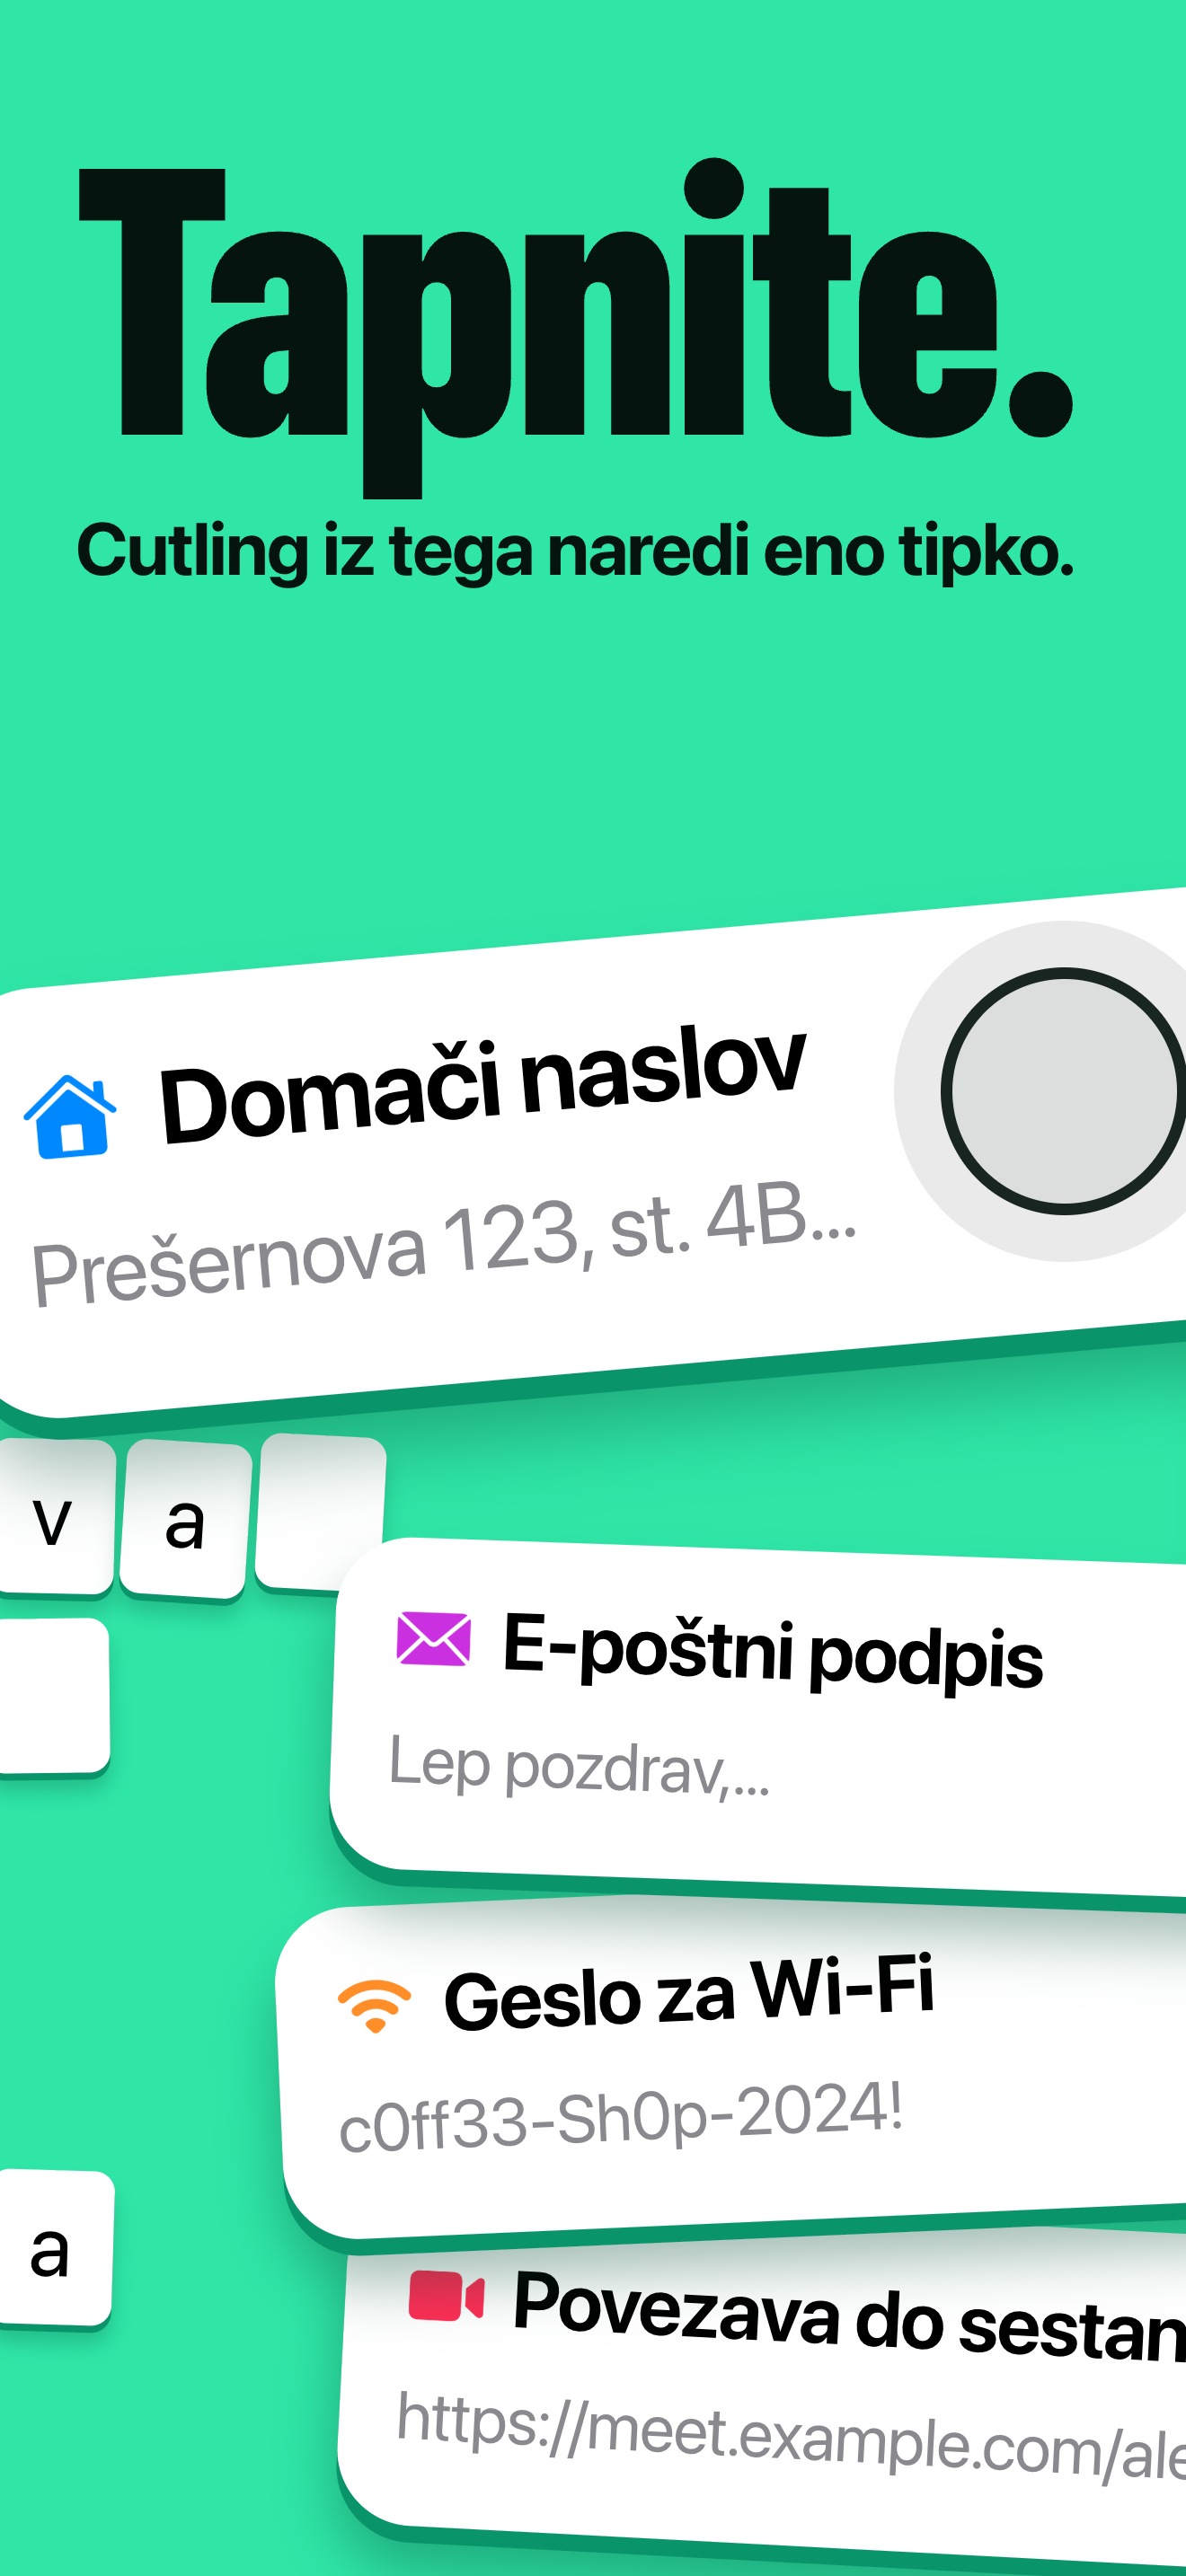 Tapnite.
Cutling iz tega naredi eno tipko.
Domači naslov
Prešernova 123, st. 4B...
v
a
E-poštni podpis
Lep pozdrav,...
Geslo za Wi-Fi
c0ff33-Sh0p-2024!
a
Povezava do sestan
https://meet.example.com/ale